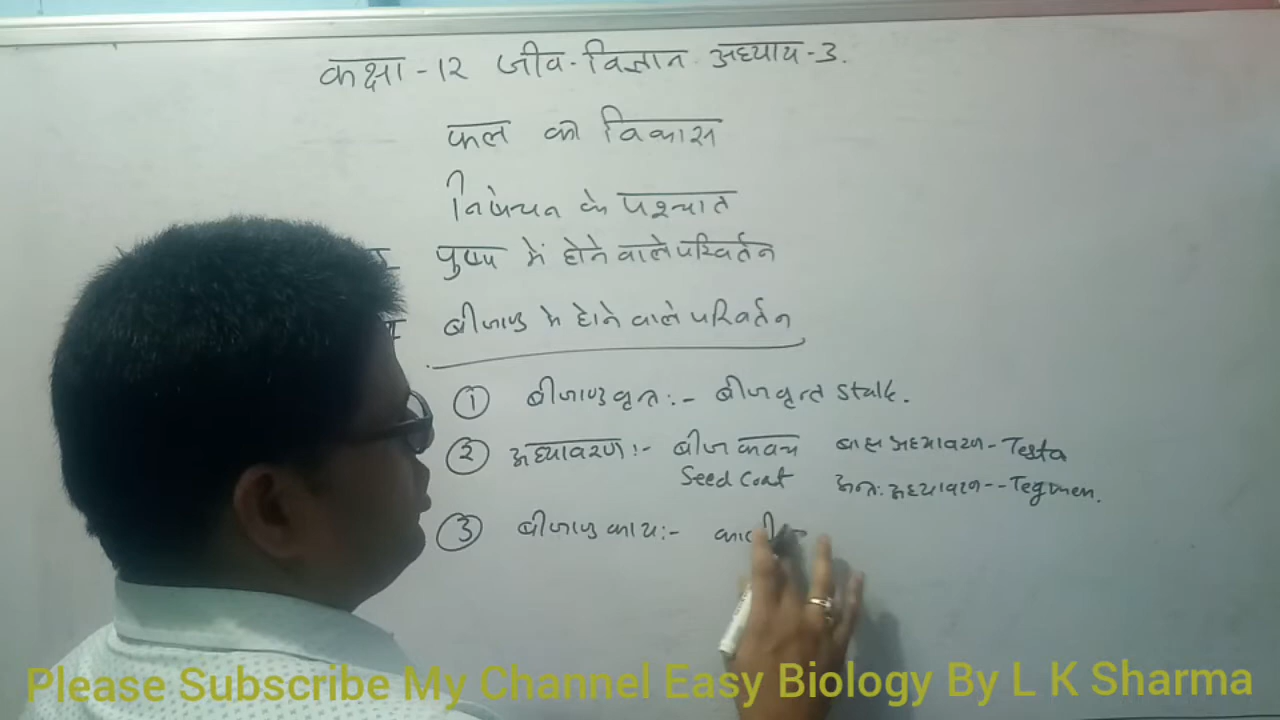 कक्षा - १२ जीव - विज्ञान अध्याय - 3.
फल का विकास
निषेचन के पश्चात
पुष्प में होने वाले परिवर्तन
बीजाण्ड मे होने वाले परिवर्तन
① बीजाण्डवृन्त :- बीजवृन्त Stalk.
② अध्यावरण :- बीज कवच बाह्य अध्यावरण - Testa
Seed Coat अन्त: अध्यावरण -- Tegmen.
③ बीजाण्ड काय :-
Please Subscribe My Channel Easy Biology By L K Sharma